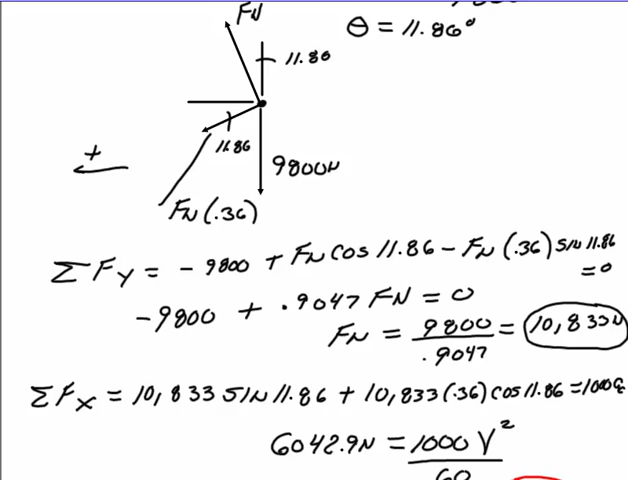 FN
θ = 11.86°
11.86
11.86
+
9800N
FN (.36)
ΣFy = -9800 + FN cos 11.86 - FN (.36) sin 11.86 = 0
-9800 + .9047 FN = 0
FN = 9800 / .9047 = 10,833N
ΣFx = 10,833 SIN 11.86 + 10,833(.36) cos 11.86 =
6042.9N = 1000 V² / 60